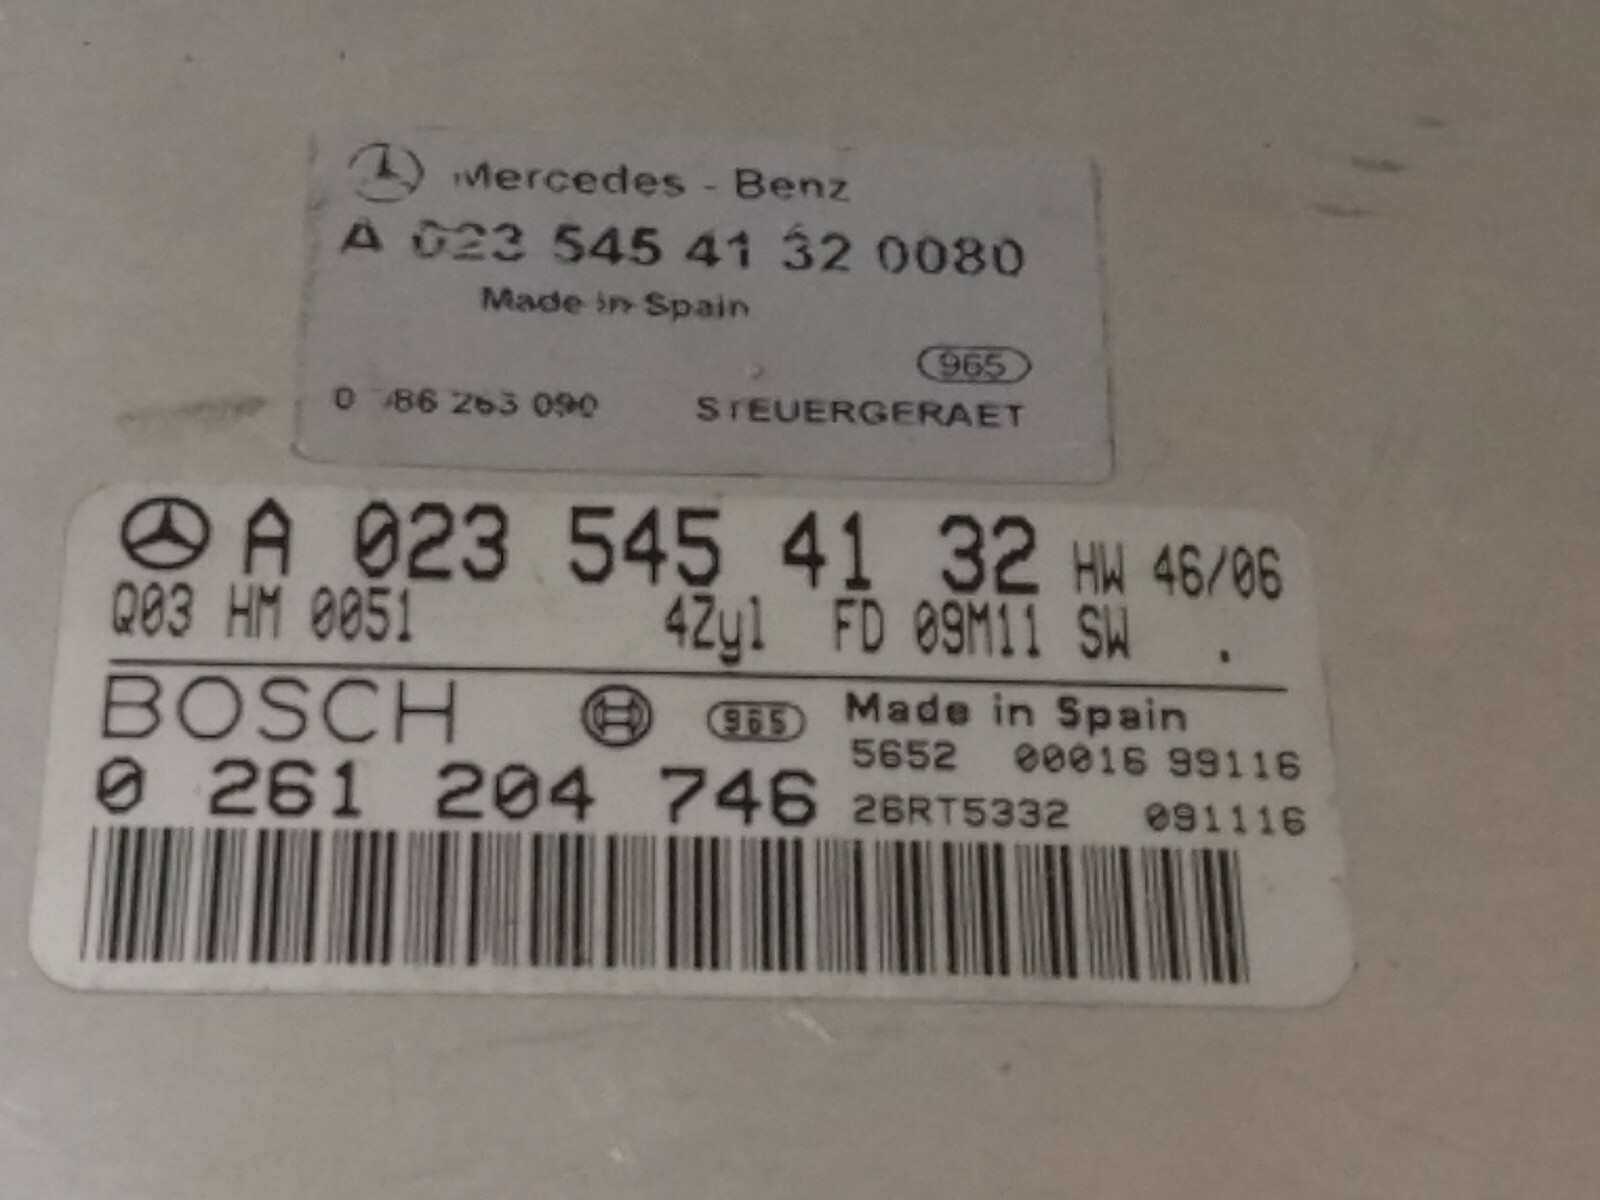 Mercedes - Benz
A 023 545 41 32 0080
Made in Spain
965
0 86 263 090 STEUERGERAET
A 023 545 41 32 HW 46/06
Q03 HM 0051 4Zyl FD 09M11 SW .
BOSCH 965 Made in Spain
5652 00016 99116
0 261 204 746 26RT5332 091116